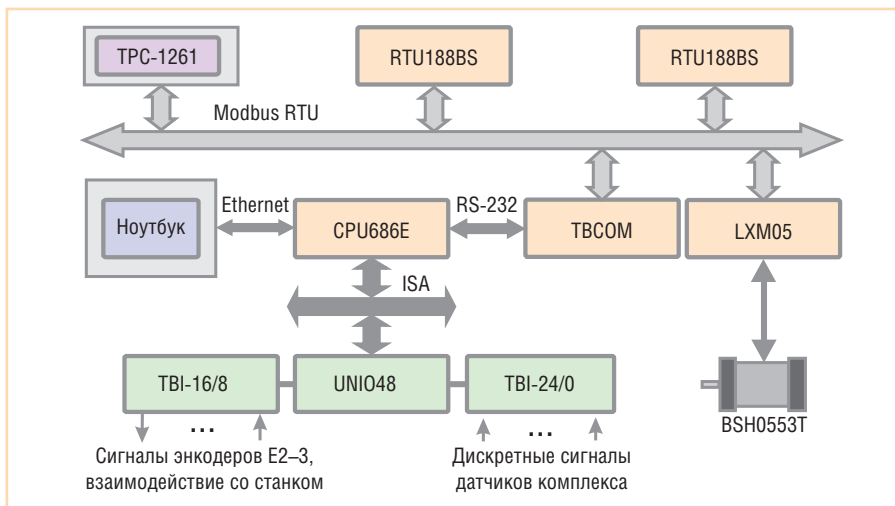 TPC-1261
RTU188BS
RTU188BS
Modbus RTU
Ноутбук
Ethernet
CPU686E
RS-232
TBCOM
LXM05
ISA
TBI-16/8
UNIO48
TBI-24/0
...
...
BSH0553T
Сигналы энкодеров E2–3,
взаимодействие со станком
Дискретные сигналы
датчиков комплекса